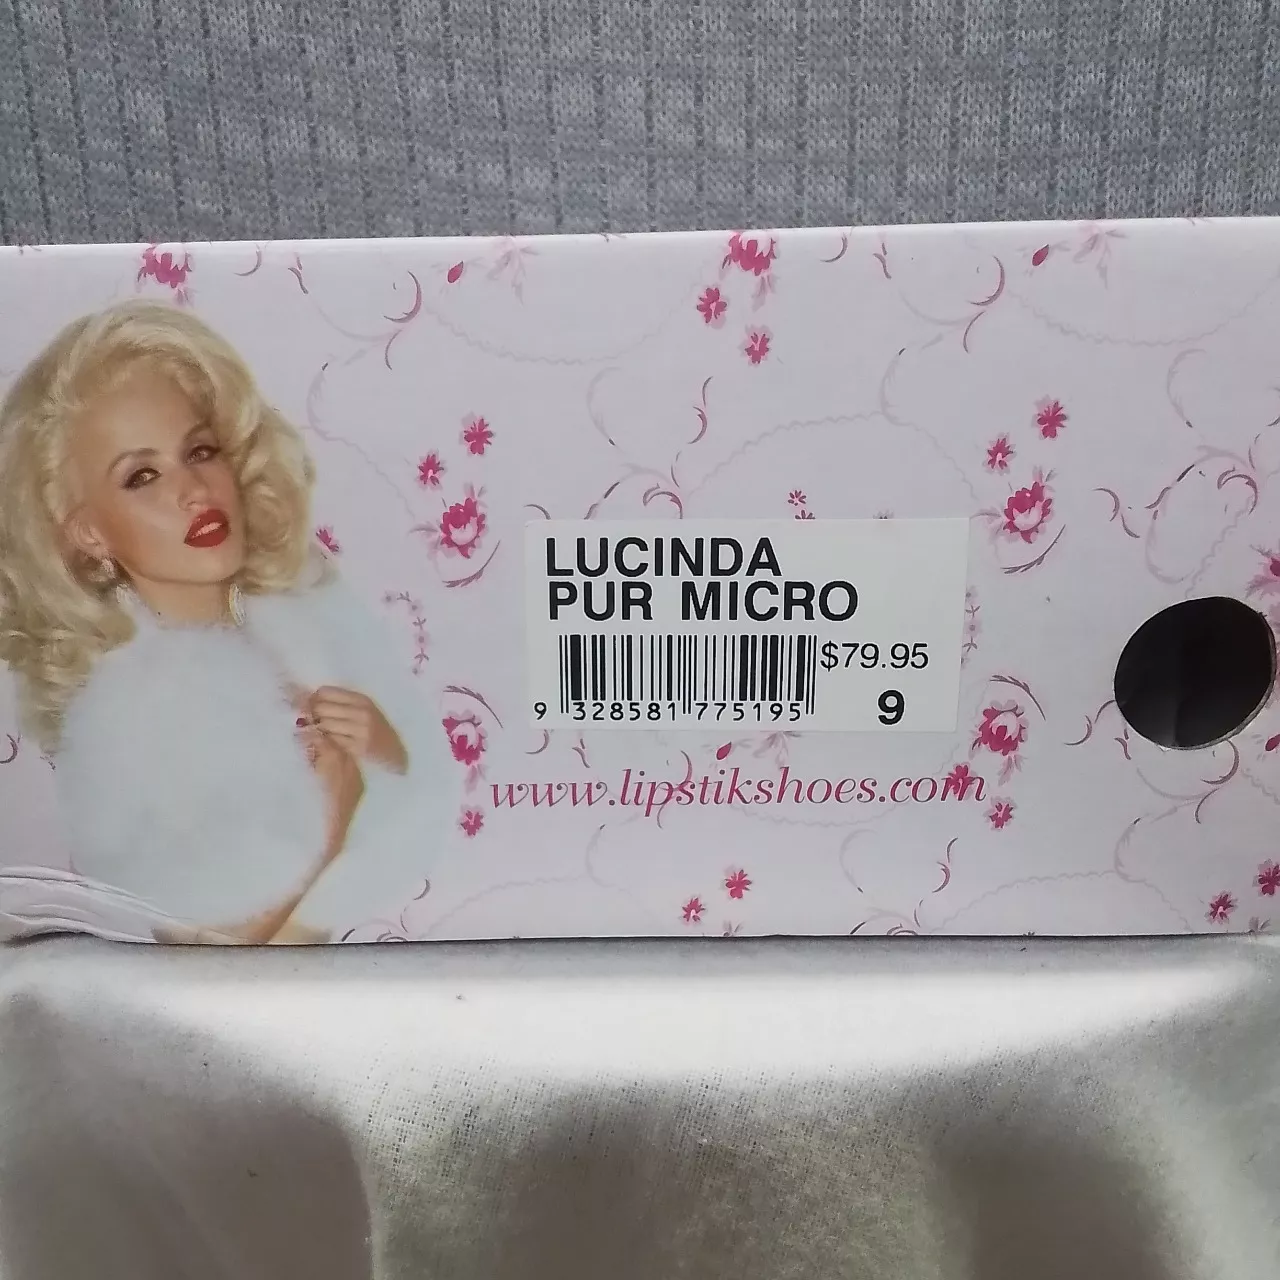 LUCINDA
PUR MICRO
$79.95
9 328581 775195
9
www.lipstikshoes.com